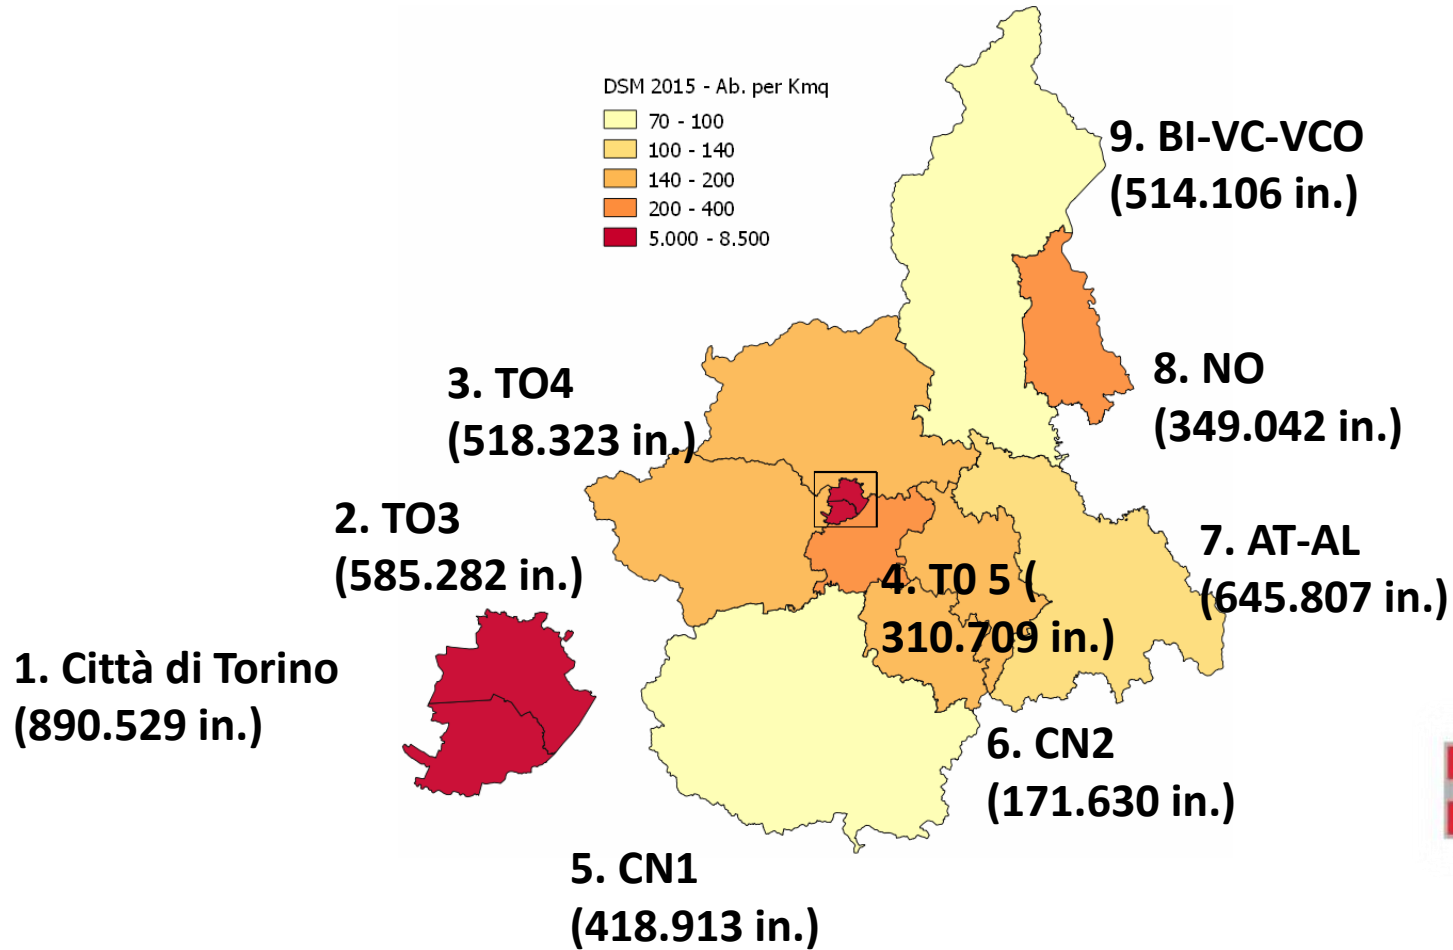 DSM 2015 - Ab. per Kmq
70 - 100
100 - 140
140 - 200
200 - 400
5.000 - 8.500
9. BI-VC-VCO
(514.106 in.)
8. NO
(349.042 in.)
3. TO4
(518.323 in.)
2. TO3
(585.282 in.)
7. AT-AL
(645.807 in.)
4. T0 5 (
310.709 in.)
1. Città di Torino
(890.529 in.)
6. CN2
(171.630 in.)
5. CN1
(418.913 in.)